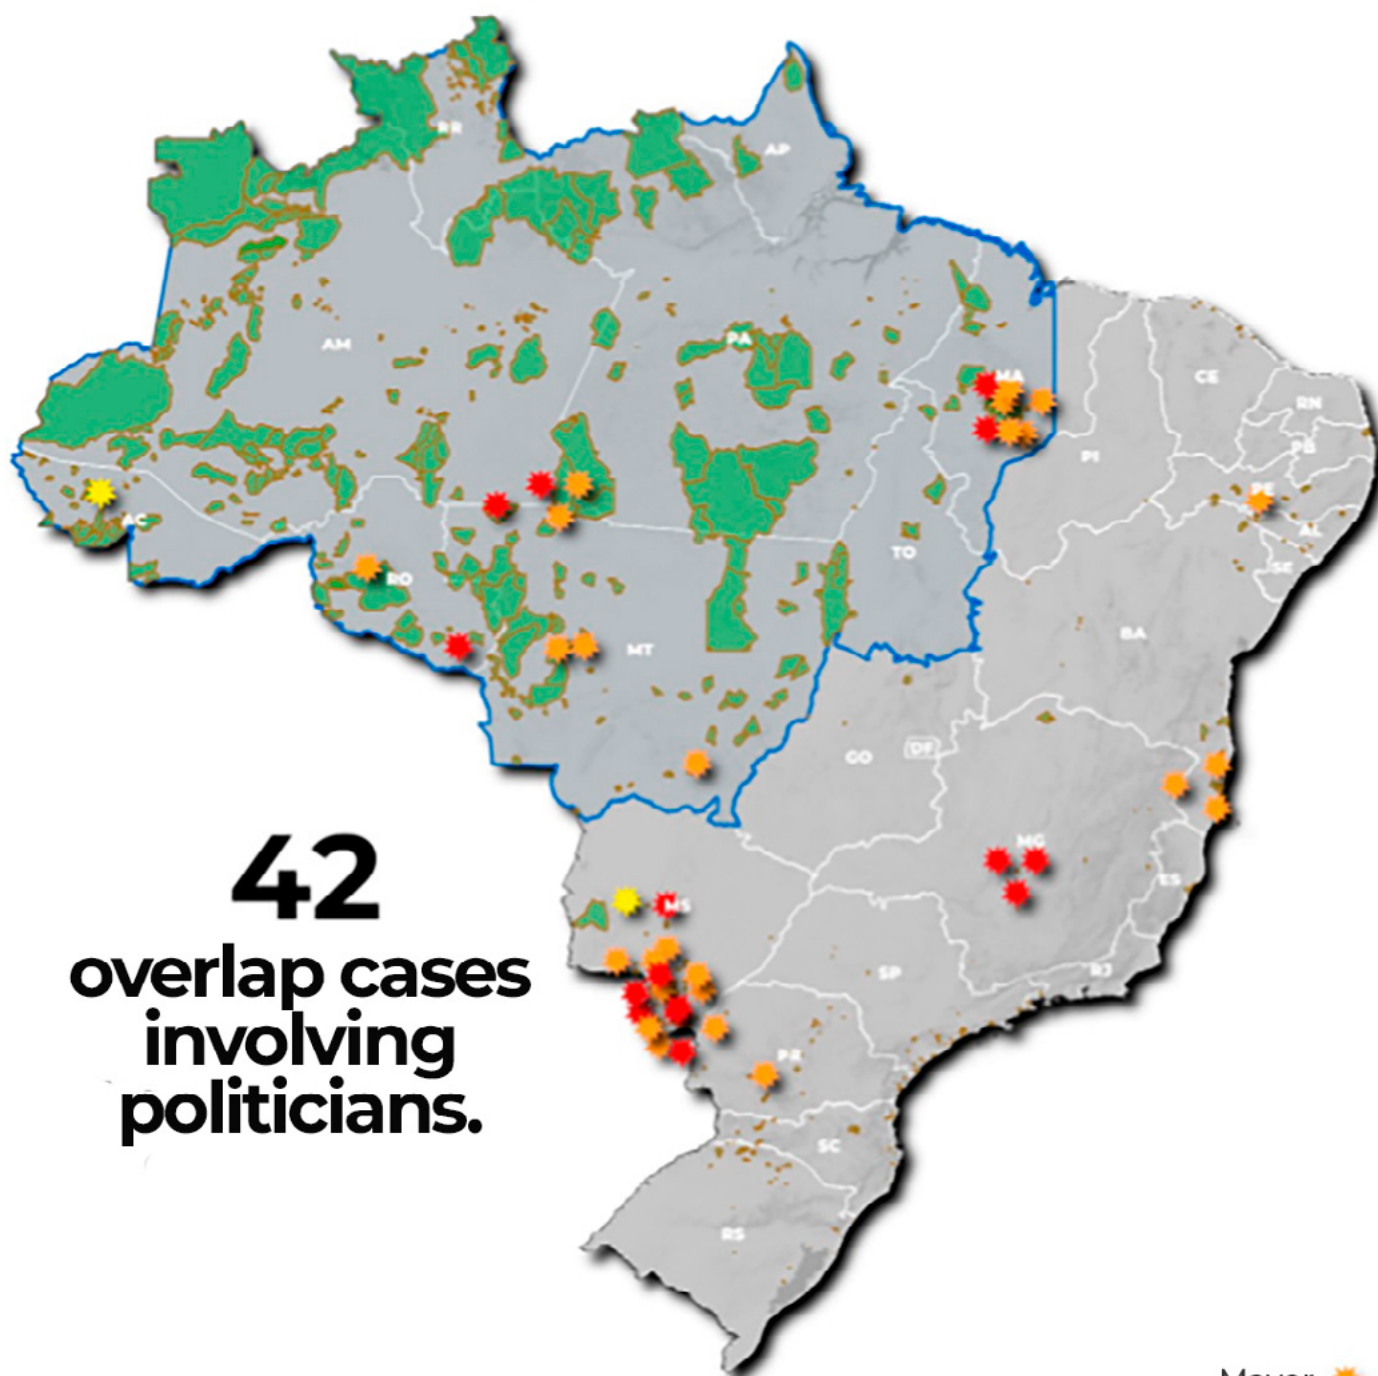 RR
AP
AM
PA
MA
CE
RN
PB
PI
PE
AC
AL
TO
SE
RO
BA
MT
GO
DF
42
overlap cases
involving
politicians.
MG
ES
MS
SP
RJ
PR
SC
RS
Mayor